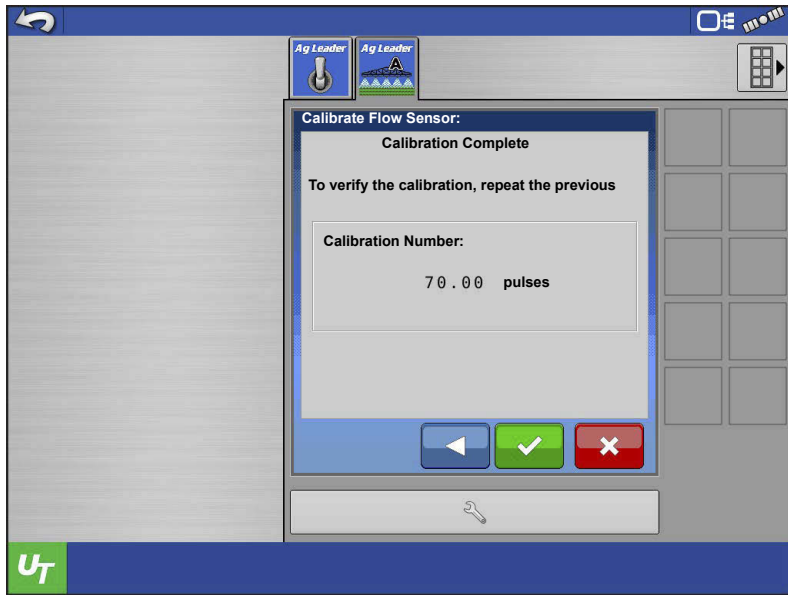 Ag Leader
Ag Leader
A
Calibrate Flow Sensor:
Calibration Complete
To verify the calibration, repeat the previous
Calibration Number:
70.00 pulses
UT